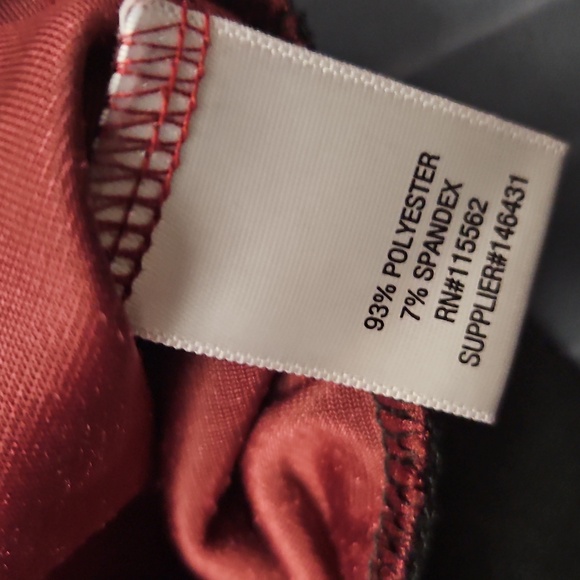 93% POLYESTER
7% SPANDEX
RN#115562
SUPPLIER#146431